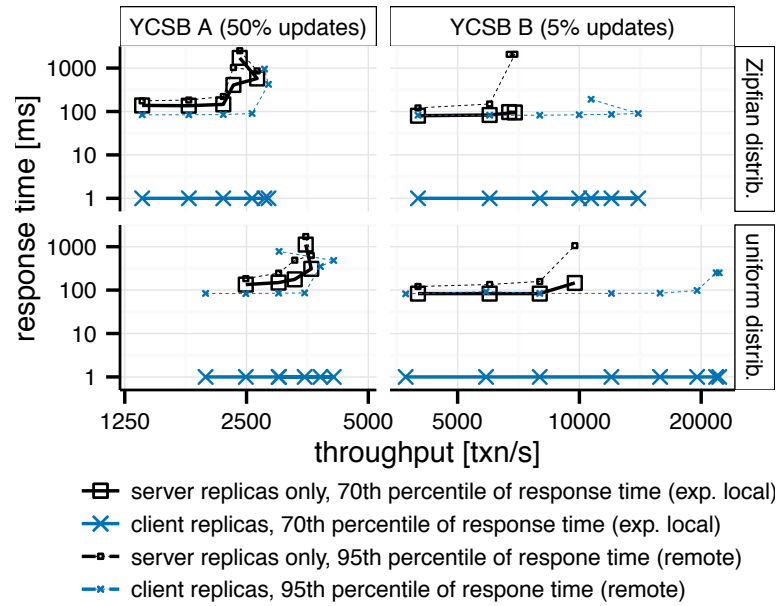 YCSB A (50% updates)
YCSB B (5% updates)
response time [ms]
1000
100
10
1
Zipfian distrib.
1000
100
10
1
uniform distrib.
1250
2500
5000
5000
10000
20000
throughput [txn/s]
server replicas only, 70th percentile of response time (exp. local)
client replicas, 70th percentile of response time (exp. local)
server replicas only, 95th percentile of respone time (remote)
client replicas, 95th percentile of respone time (remote)